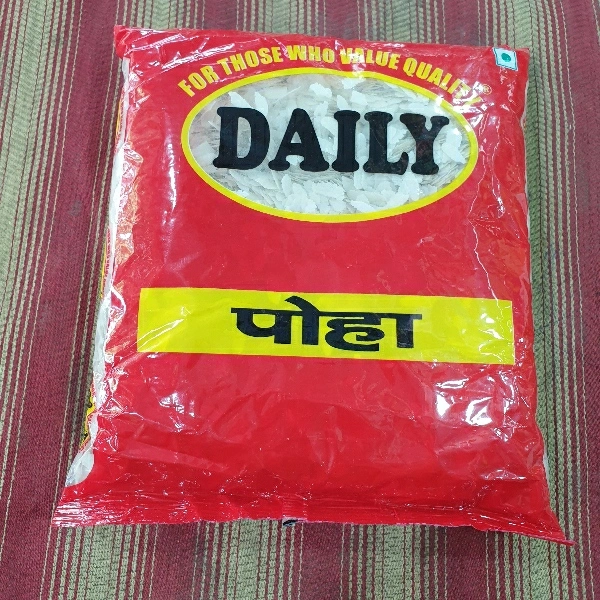 FOR THOSE WHO VALUE QUALITY
DAILY
पोहा